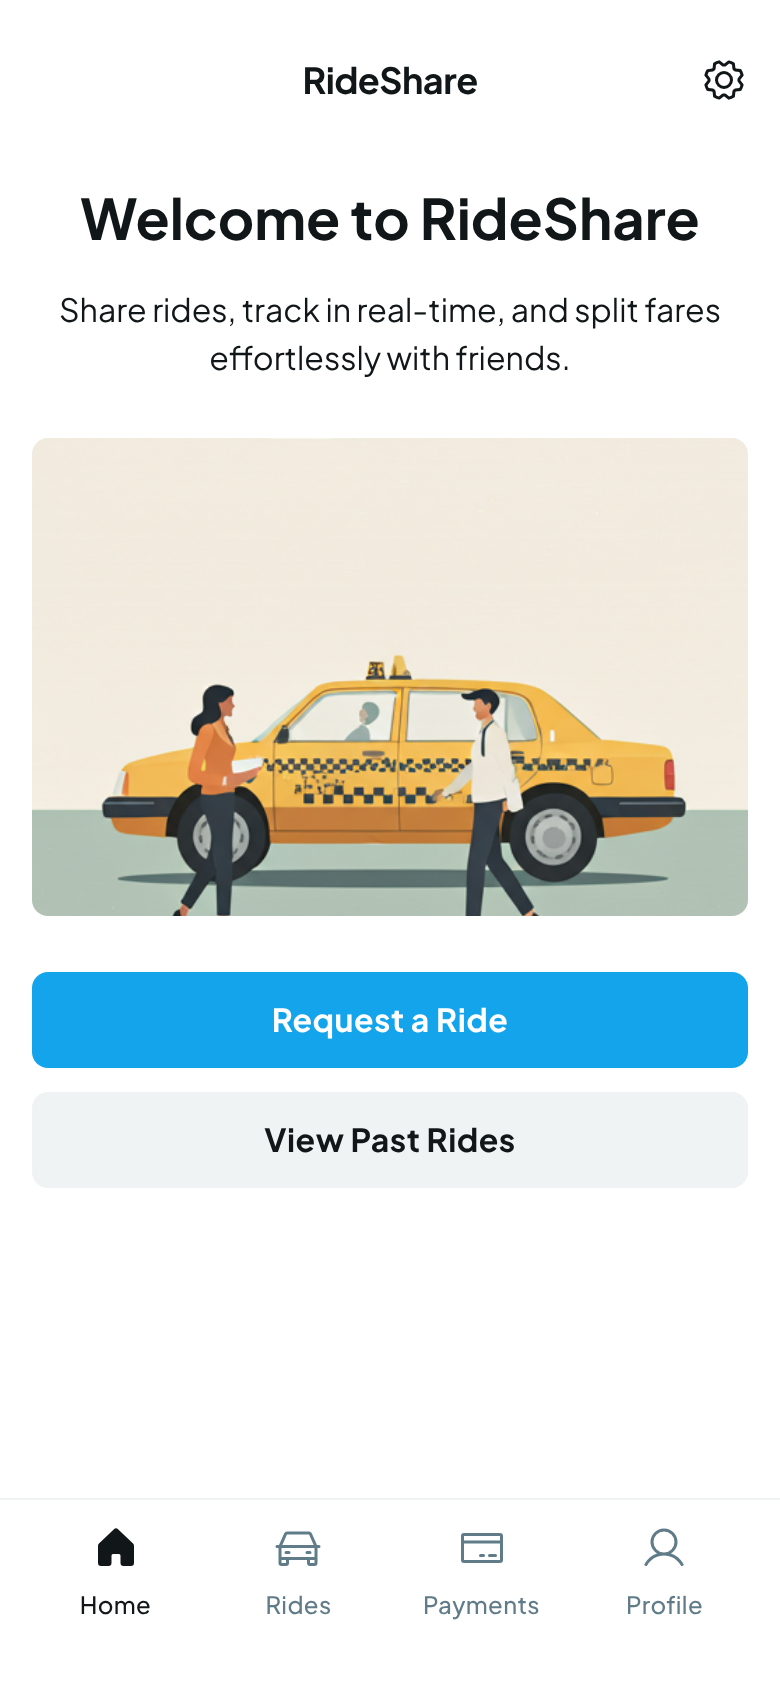 RideShare
Welcome to RideShare
Share rides, track in real-time, and split fares
effortlessly with friends.
Request a Ride
View Past Rides
Home
Rides
Payments
Profile